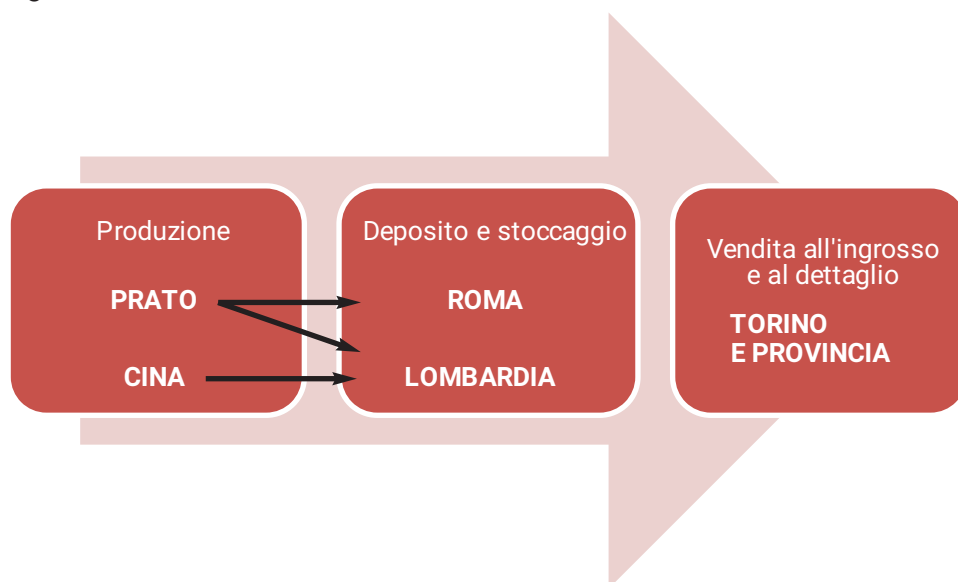 Produzione
PRATO
CINA
Deposito e stoccaggio
ROMA
LOMBARDIA
Vendita all'ingrosso
e al dettaglio
TORINO
E PROVINCIA